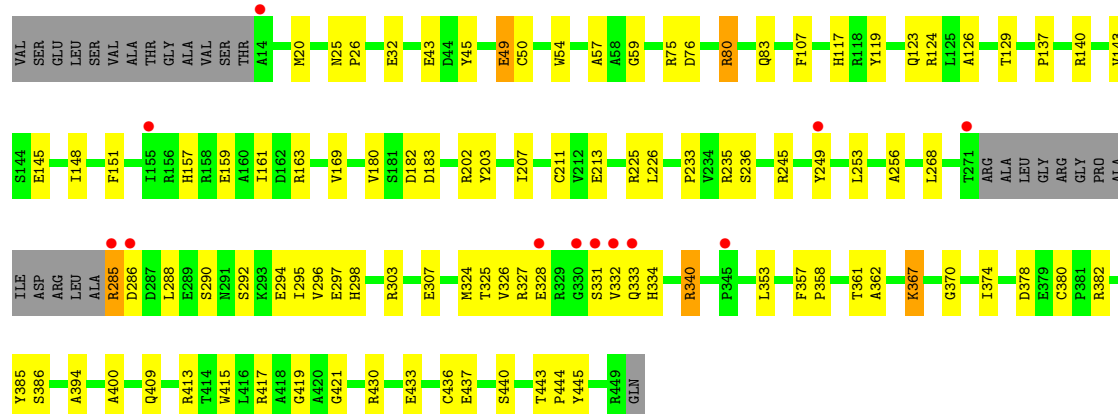 VAL SER GLU LEU SER VAL ALA THR GLY ALA VAL SER THR A14 M20 N25 P26 E32 E43 D44 Y45 E49 C50 W54 A57 A58 G59 R75 D76 R80 Q83 F107 H117 R118 Y119 Q123 R124 L125 A126 T129 P137 R140 V143
S144 E145 I148 F151 I155 R156 H157 R158 E159 A160 I161 D162 R163 V169 V180 S181 D182 D183 R202 Y203 I207 C211 V212 E213 R225 L226 P233 V234 R235 S236 R245 Y249 L253 A256 L268 T271 ARG ALA LEU GLY ARG GLY PRO ALA
ILE ASP ARG LEU ALA R285 D286 D287 L288 E289 S290 N291 S292 K293 E294 I295 V296 E297 H298 R303 E307 M324 T325 V326 R327 E328 R329 G330 S331 V332 Q333 H334 R340 P345 L353 F357 P358 T361 A362 K367 G370 I374 D378 E379 C380 P381 R382
Y385 S386 A394 A400 Q409 R413 T414 W415 L416 R417 A418 G419 A420 G421 R430 E433 C436 E437 S440 T443 P444 Y445 R449 GLN